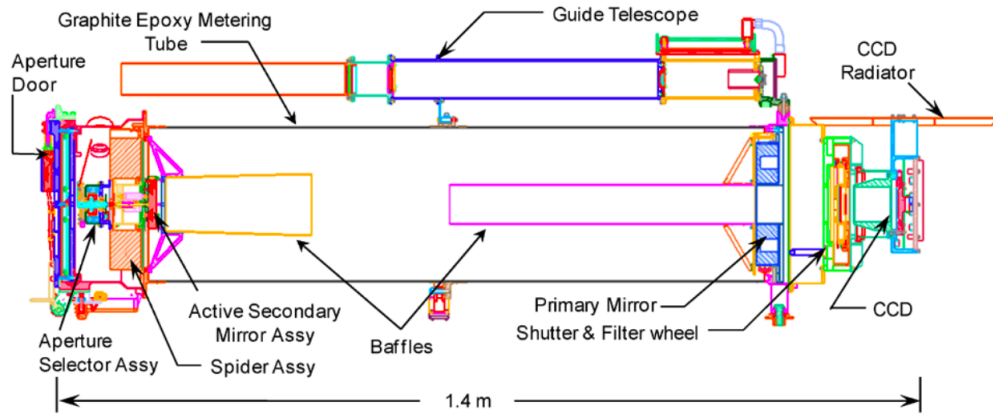 Graphite Epoxy Metering
Tube
Guide Telescope
Aperture
Door
CCD
Radiator
Active Secondary
Mirror Assy
Primary Mirror
Shutter & Filter wheel
CCD
Baffles
Aperture
Selector Assy
Spider Assy
1.4 m